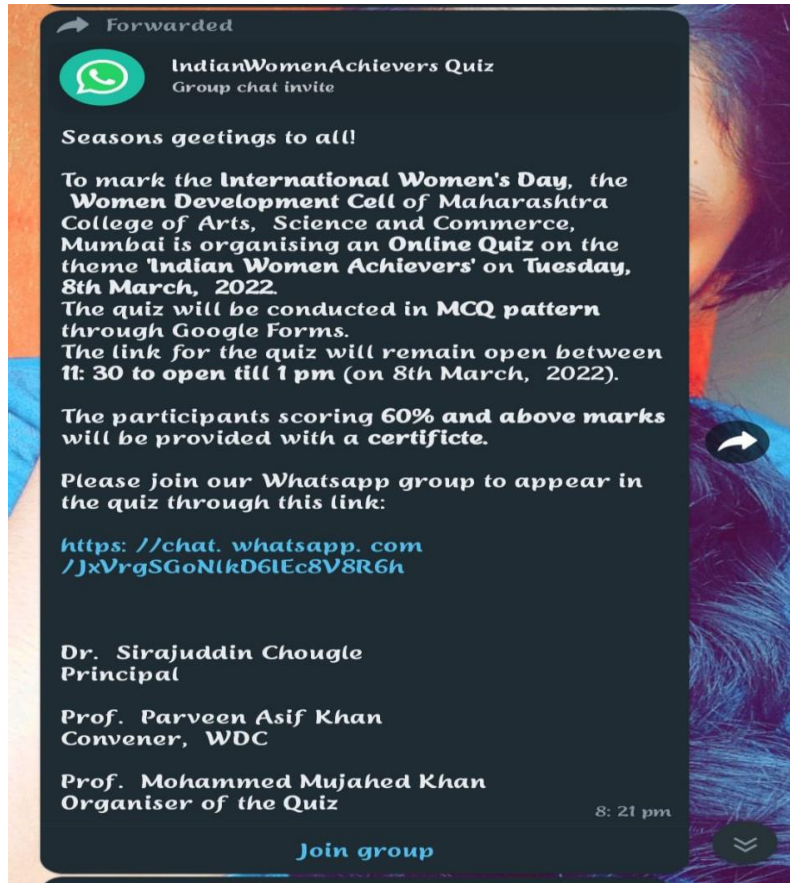 Forwarded
IndianWomenAchievers Quiz
Group chat invite
Seasons geetings to all!
To mark the International Women's Day, the
Women Development Cell of Maharashtra
College of Arts, Science and Commerce,
Mumbai is organising an Online Quiz on the
theme 'Indian Women Achievers' on Tuesday,
8th March, 2022.
The quiz will be conducted in MCQ pattern
through Google Forms.
The link for the quiz will remain open between
11: 30 to open till 1 pm (on 8th March, 2022).
The participants scoring 60% and above marks
will be provided with a certificte.
Please join our Whatsapp group to appear in
the quiz through this link:
https: //chat. whatsapp. com
/JxVrgSGoNlkD6lEc8V8R6h
Dr. Sirajuddin Chougle
Principal
Prof. Parveen Asif Khan
Convener, WDC
Prof. Mohammed Mujahed Khan
Organiser of the Quiz
8: 21 pm
Join group